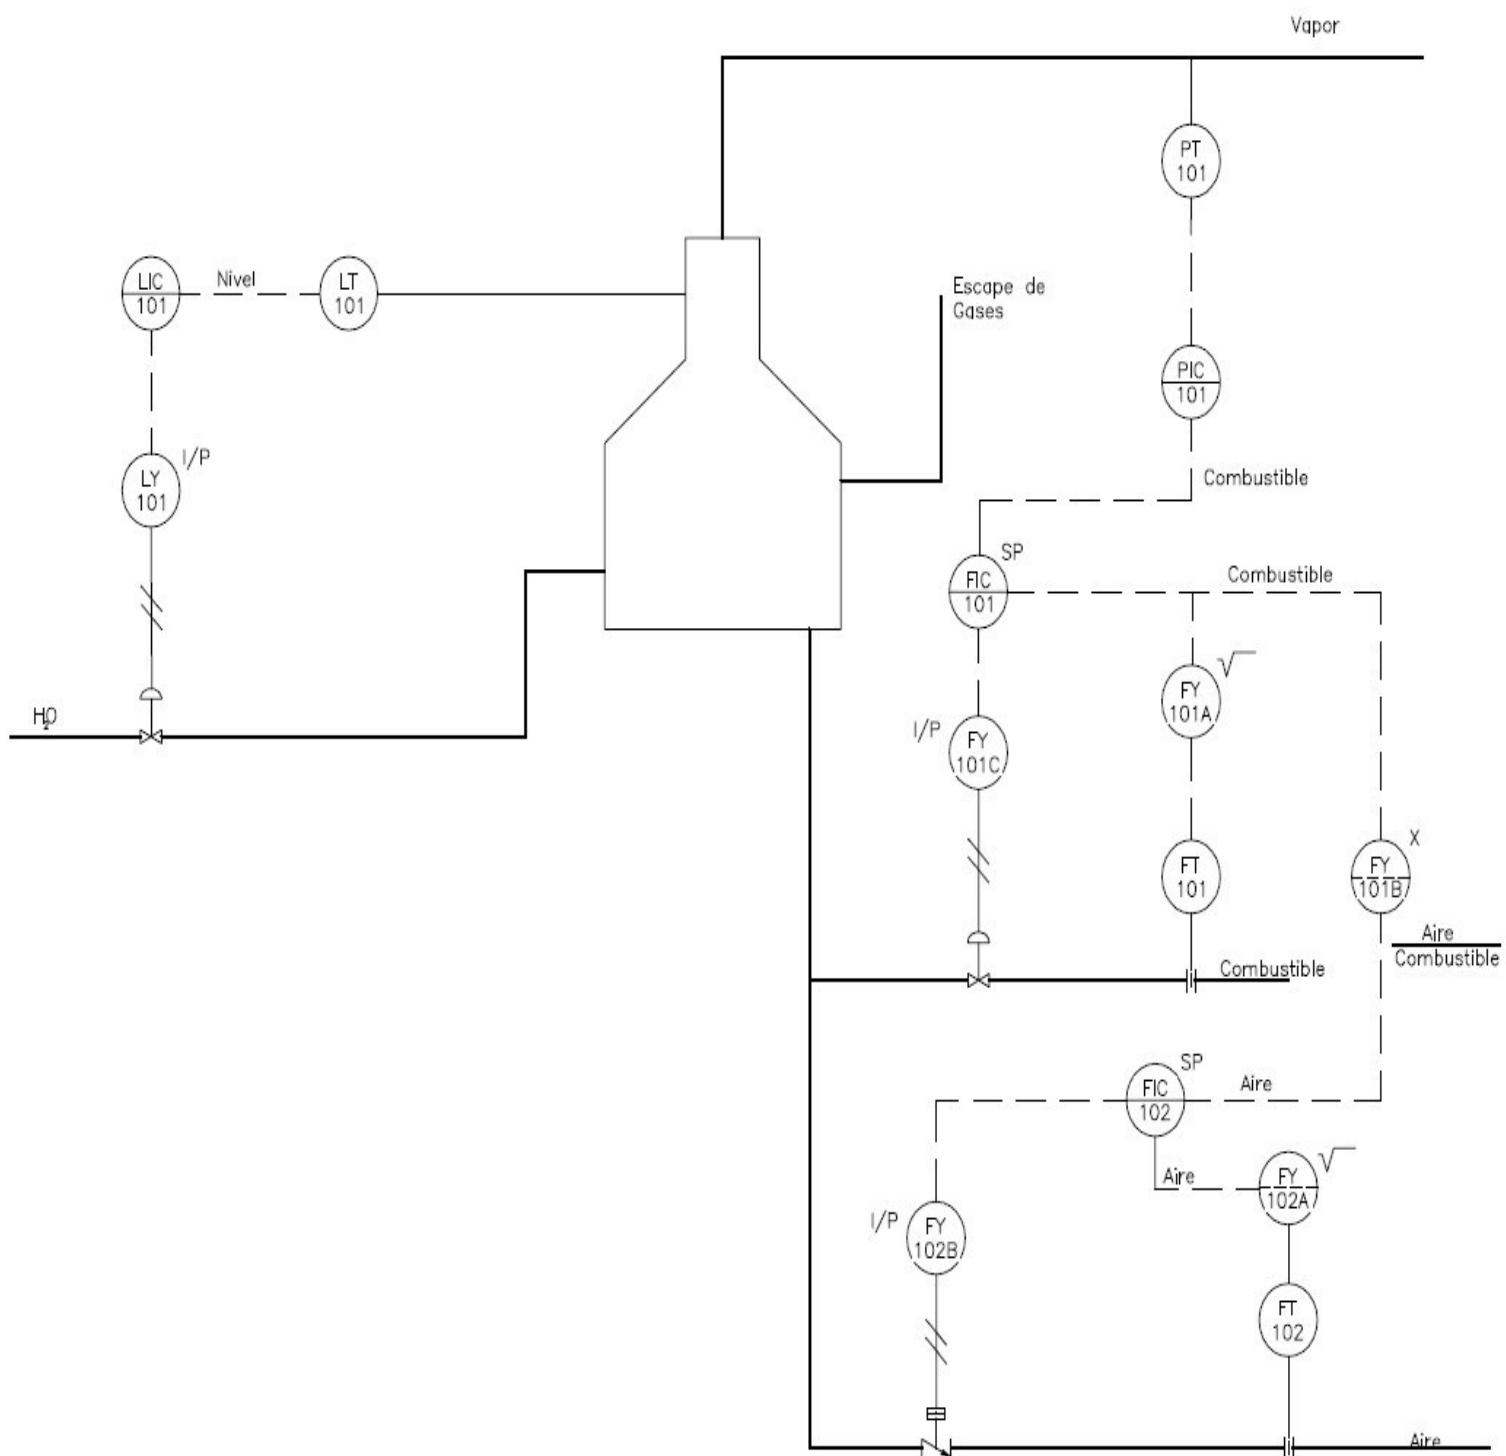 Vapor
PT
101
LIC
101
Nivel
LT
101
Escape de
Gases
PIC
101
I/P
LY
101
Combustible
SP
FIC
101
Combustible
√
FY
101A
H2O
I/P
FY
101C
X
FT
101
FY
101B
Aire
Combustible
Combustible
SP
FIC
102
Aire
√
Aire
FY
102A
I/P
FY
102B
FT
102
Aire